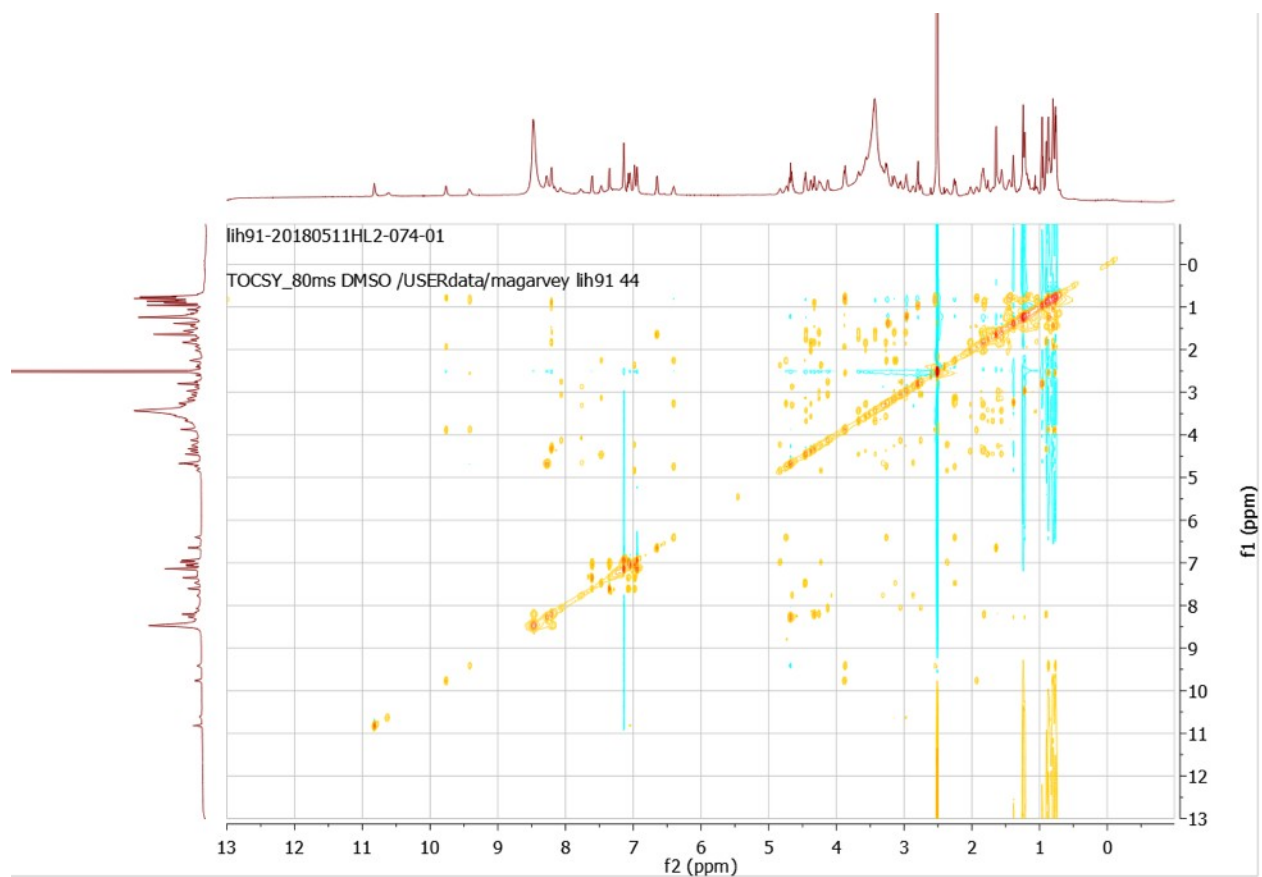 lih91-20180511HL2-074-01
TOCSY_80ms DMSO /USERdata/magarvey lih91 44
0
1
2
3
4
5
6
7
8
9
10
11
12
13
f1 (ppm)
13 12 11 10 9 8 7 6 5 4 3 2 1 0
f2 (ppm)